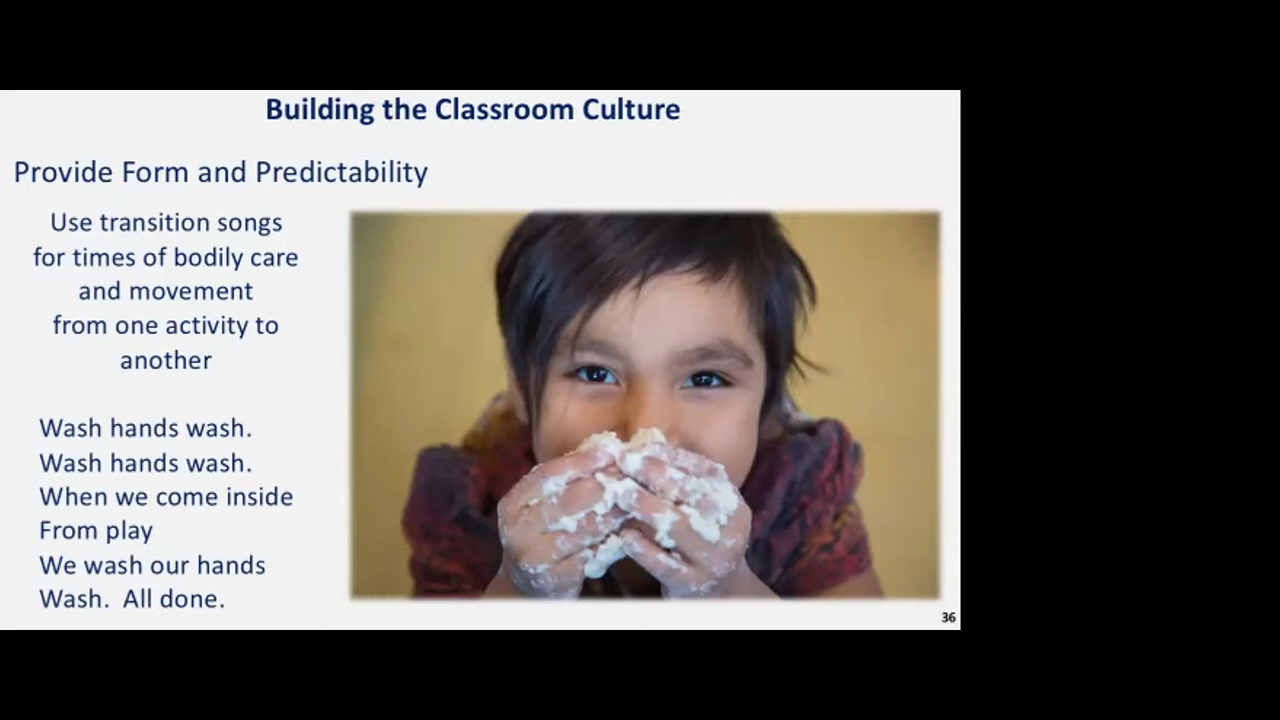 Building the Classroom Culture
Provide Form and Predictability
Use transition songs
for times of bodily care
and movement
from one activity to
another
Wash hands wash.
Wash hands wash.
When we come inside
From play
We wash our hands
Wash.  All done.
36